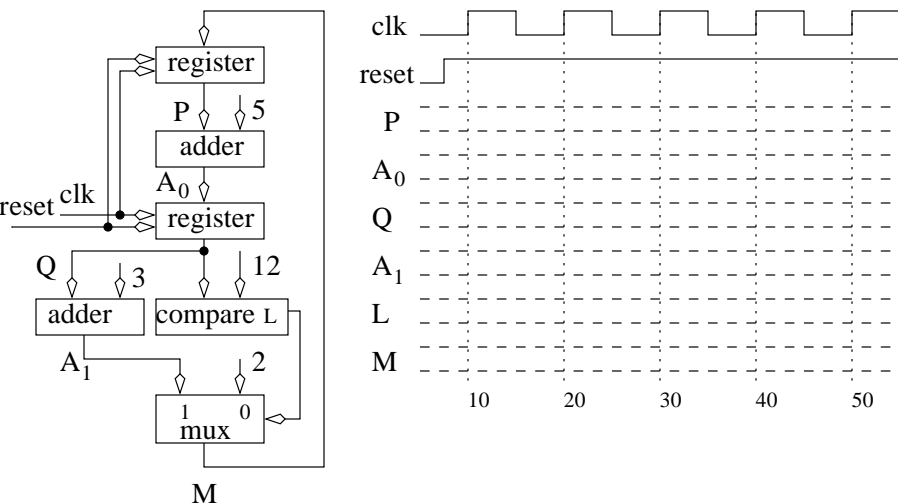 register
P
5
adder
A0
clk
reset
register
Q
3
12
adder
compare L
A1
2
1 0
mux
M
clk
reset
P
A0
Q
A1
L
M
10 20 30 40 50